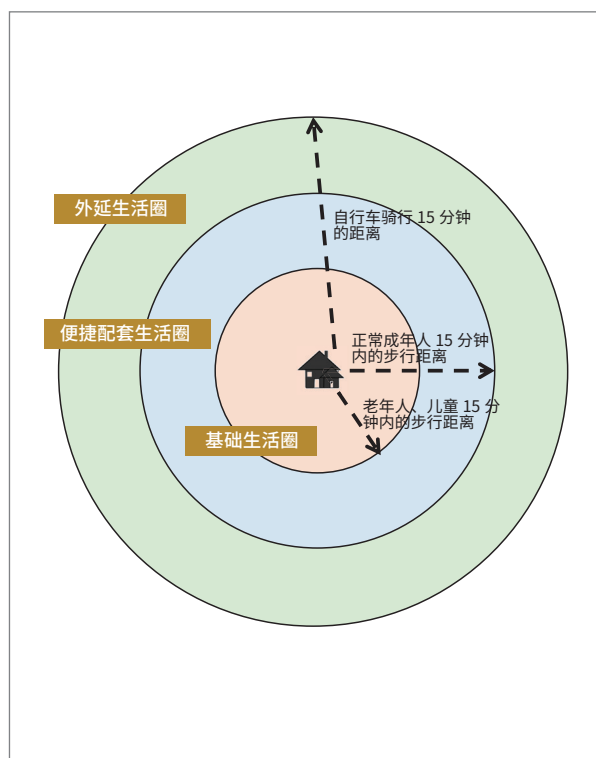 外延生活圈
自行车骑行 15 分钟
的距离
便捷配套生活圈
正常成年人 15 分钟
内的步行距离
老年人、儿童 15 分
钟内的步行距离
基础生活圈